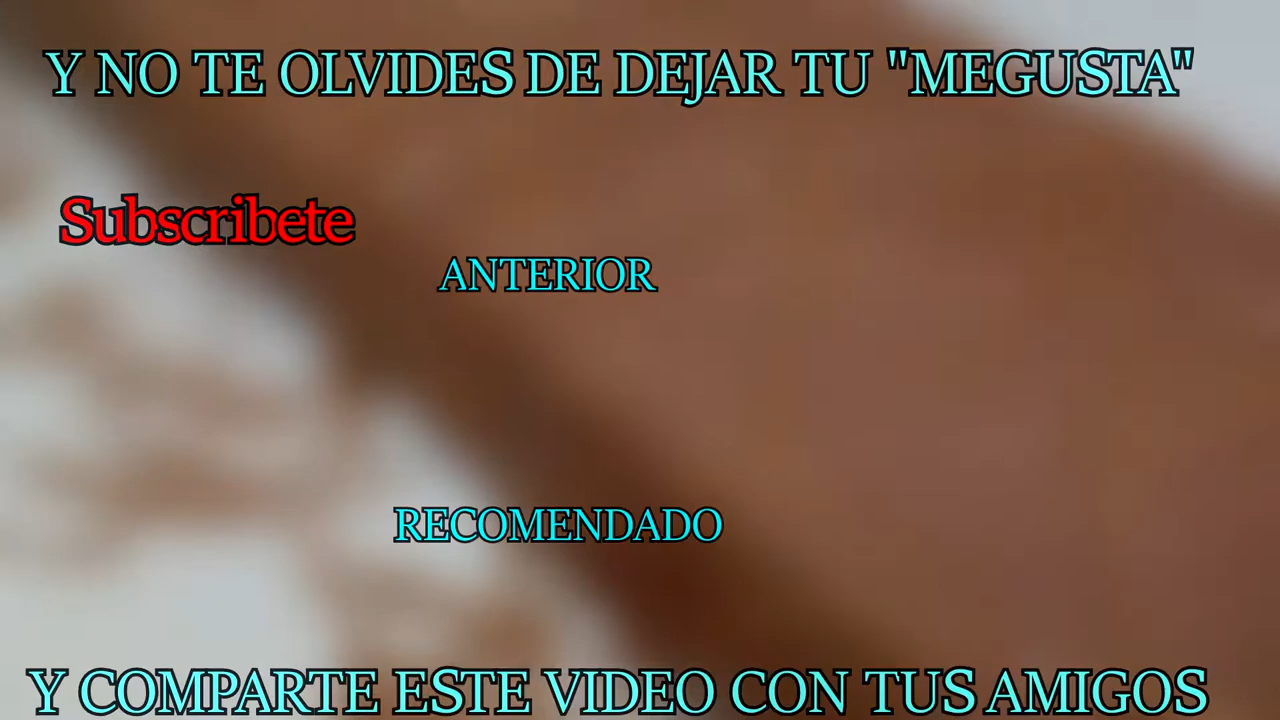 Y NO TE OLVIDES DE DEJAR TU "MEGUSTA"
Subscribete
ANTERIOR
RECOMENDADO
Y COMPARTE ESTE VIDEO CON TUS AMIGOS